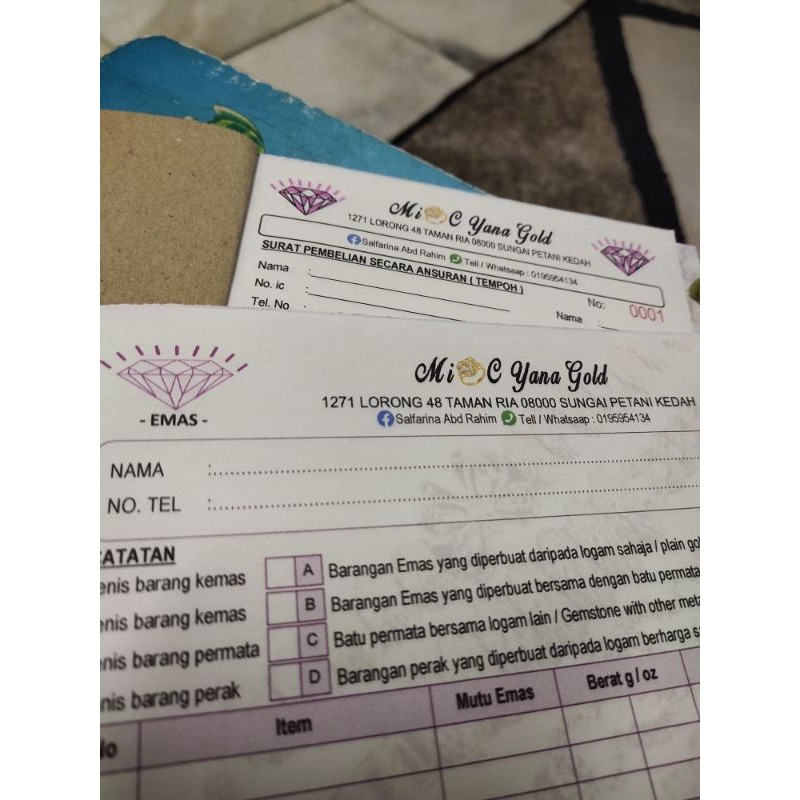 Mi C Yana Gold
1271 LORONG 48 TAMAN RIA 08000 SUNGAI PETANI KEDAH
Salfarina Abd Rahim Tell / Whatsaap : 0195954134
SURAT PEMBELIAN SECARA ANSURAN ( TEMPOH )
Nama :
No. ic :
Tel. No :
No: 0001
Nama :
- EMAS -
Mi C Yana Gold
1271 LORONG 48 TAMAN RIA 08000 SUNGAI PETANI KEDAH
Salfarina Abd Rahim Tell / Whatsaap : 0195954134
NAMA :
NO. TEL :
ATATAN
enis barang kemas A Barangan Emas yang diperbuat daripada logam sahaja / plain go
enis barang kemas B Barangan Emas yang diperbuat bersama dengan batu permata
enis barang permata C Batu permata bersama logam lain / Gemstone with other meta
nis barang perak D Barangan perak yang diperbuat daripada logam berharga s
No Item Mutu Emas Berat g / oz